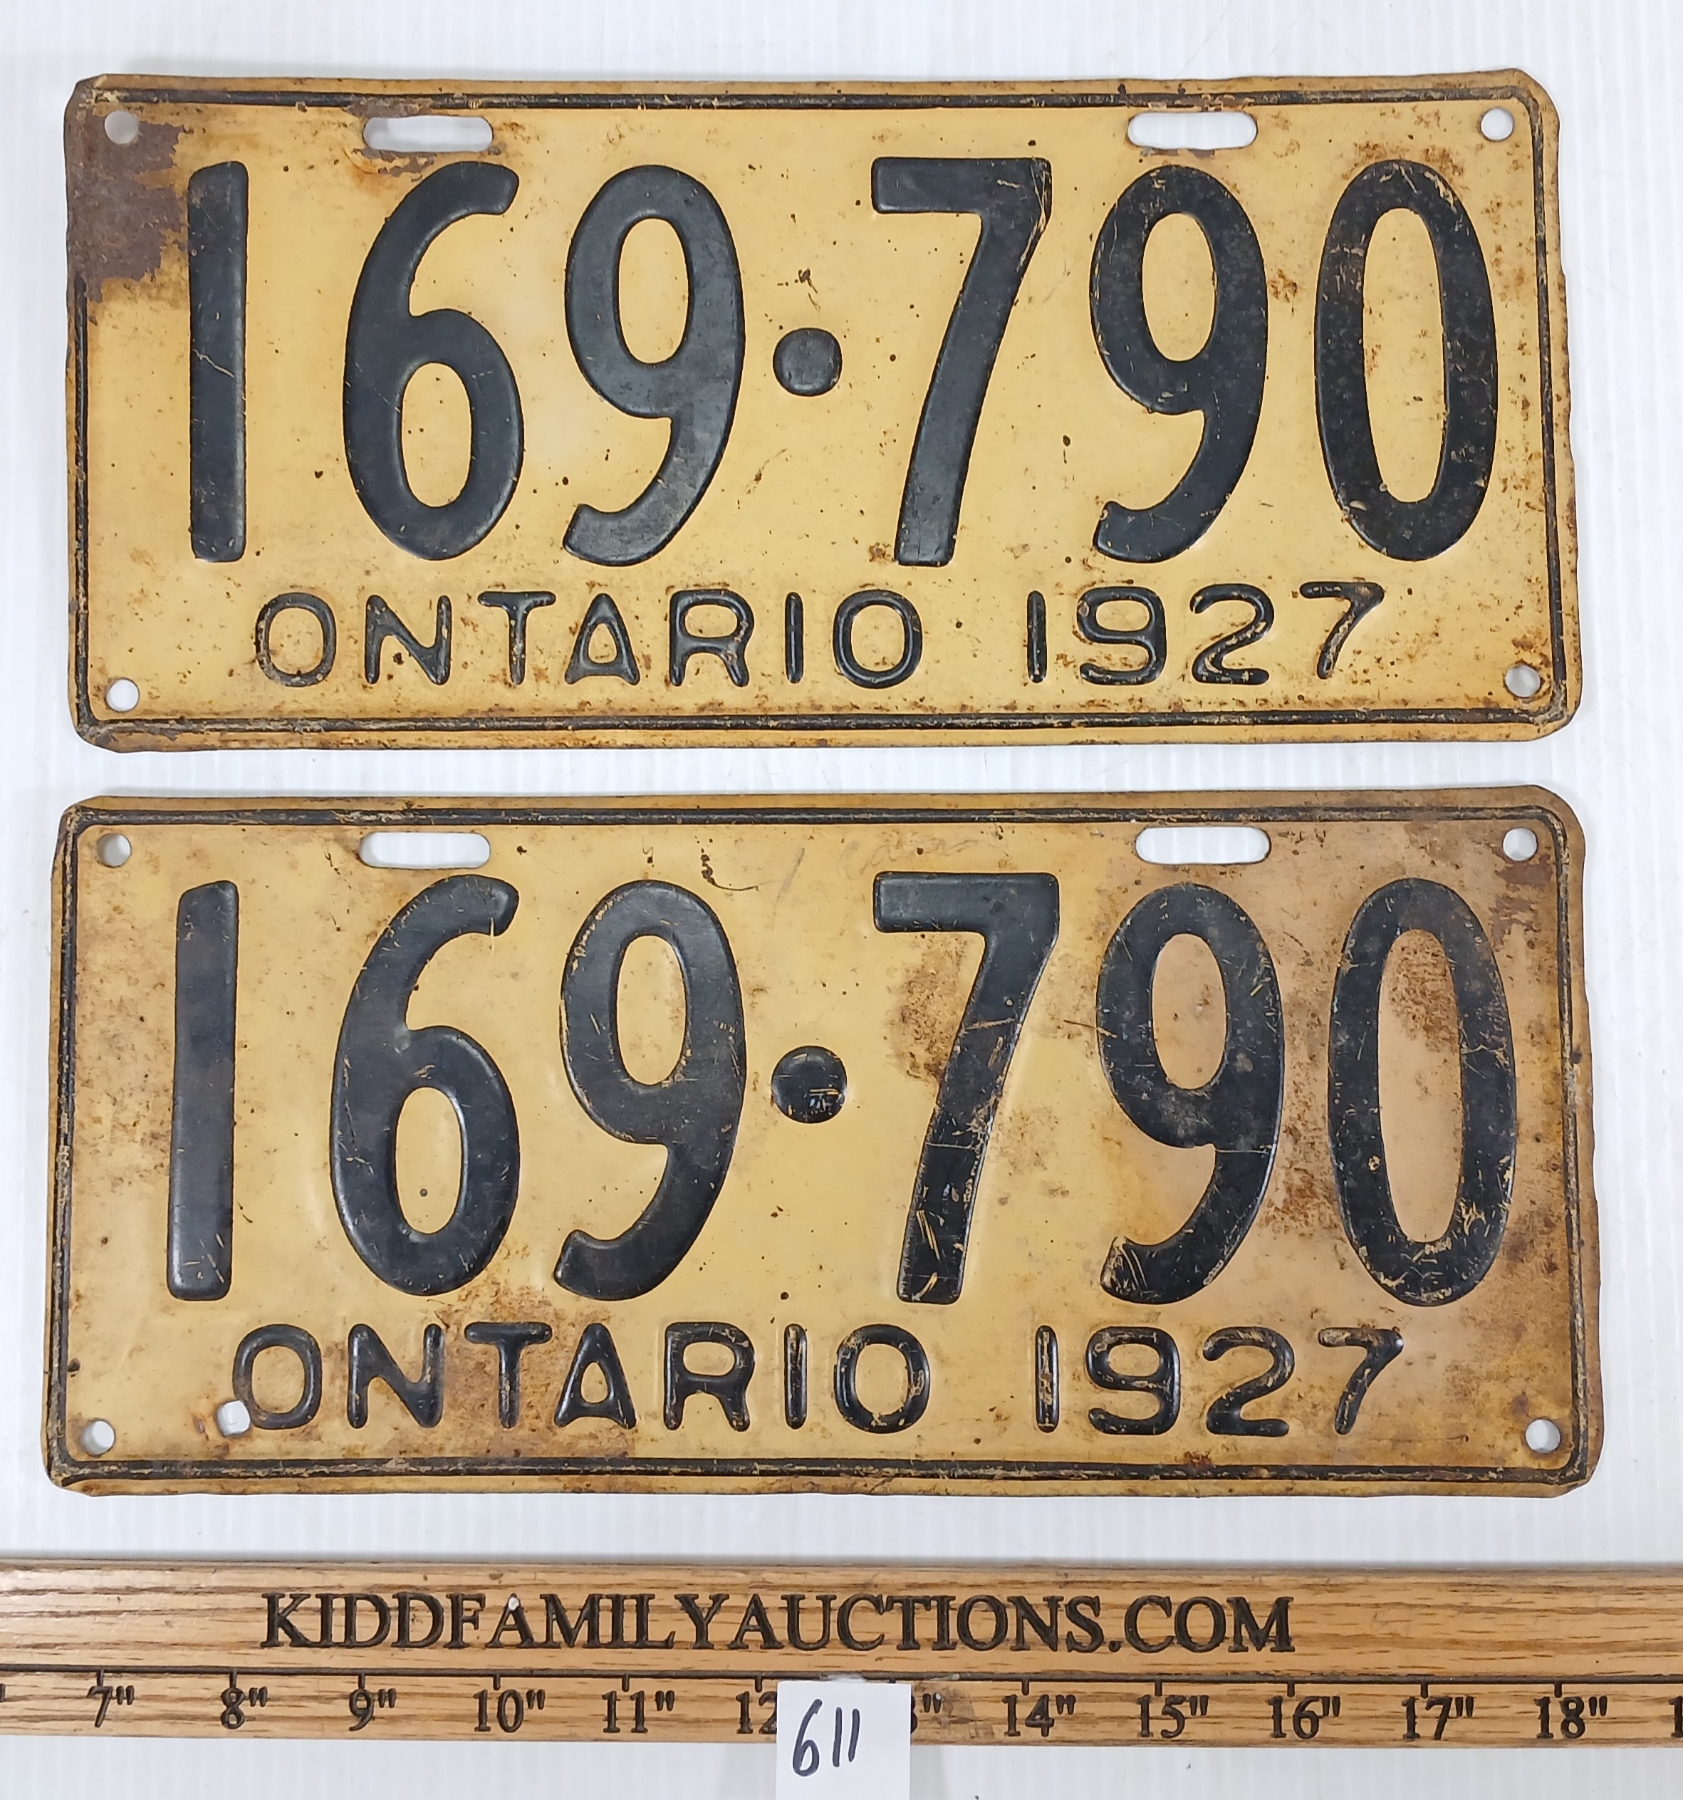 169·790
ONTARIO 1927
169·790
ONTARIO 1927
KIDDFAMILYAUCTIONS.COM
7" 8" 9" 10" 11" 12 3" 14" 15" 16" 17" 18"
611